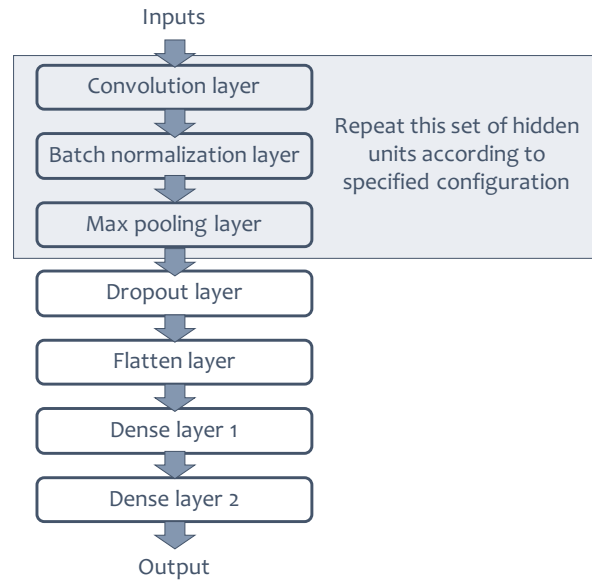 Inputs
Convolution layer
Batch normalization layer
Max pooling layer
Repeat this set of hidden
units according to
specified configuration
Dropout layer
Flatten layer
Dense layer 1
Dense layer 2
Output